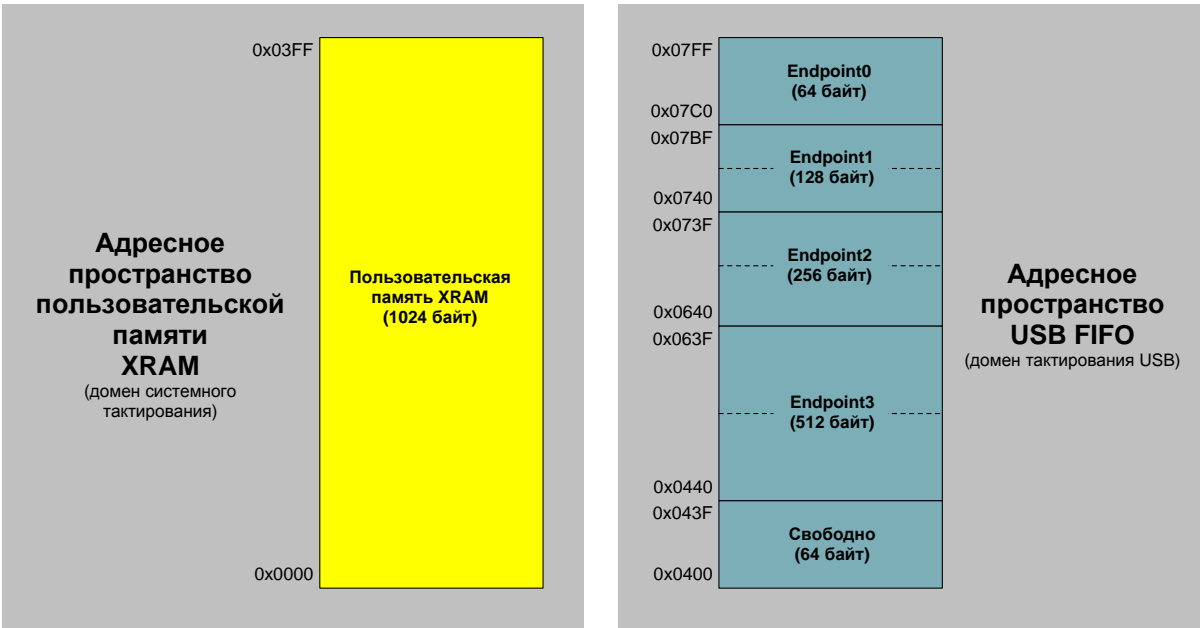 0x03FF
Адресное
пространство
пользовательской
памяти
XRAM
(домен системного
тактирования)
Пользовательская
память XRAM
(1024 байт)
0x0000
0x07FF
Endpoint0
(64 байт)
0x07C0
0x07BF
Endpoint1
(128 байт)
0x0740
0x073F
Endpoint2
(256 байт)
0x0640
0x063F
Endpoint3
(512 байт)
0x0440
0x043F
Свободно
(64 байт)
0x0400
Адресное
пространство
USB FIFO
(домен тактирования USB)